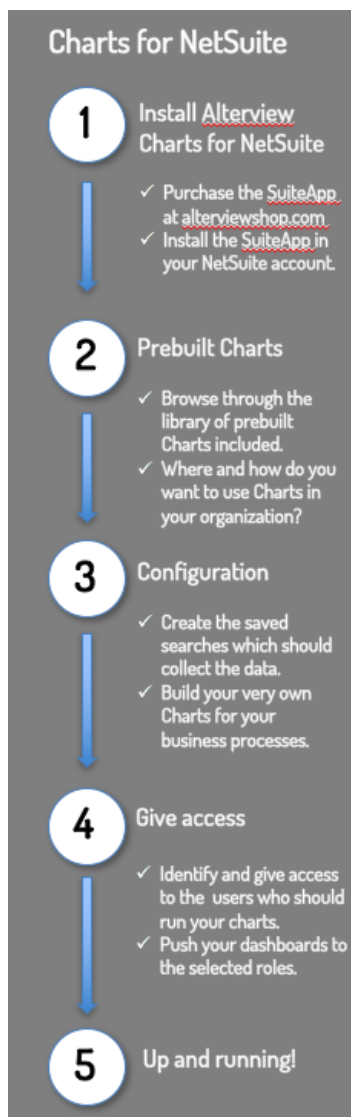 Charts for NetSuite
1
Install Alterview
Charts for NetSuite
✓ Purchase the SuiteApp
at alterviewshop.com
✓ Install the SuiteApp in
your NetSuite account.
2
Prebuilt Charts
✓ Browse through the
library of prebuilt
Charts included.
✓ Where and how do you
want to use Charts in
your organization?
3
Configuration
✓ Create the saved
searches which should
collect the data.
✓ Build your very own
Charts for your
business processes.
4
Give access
✓ Identify and give access
to the users who should
run your charts.
✓ Push your dashboards to
the selected roles.
5
Up and running!